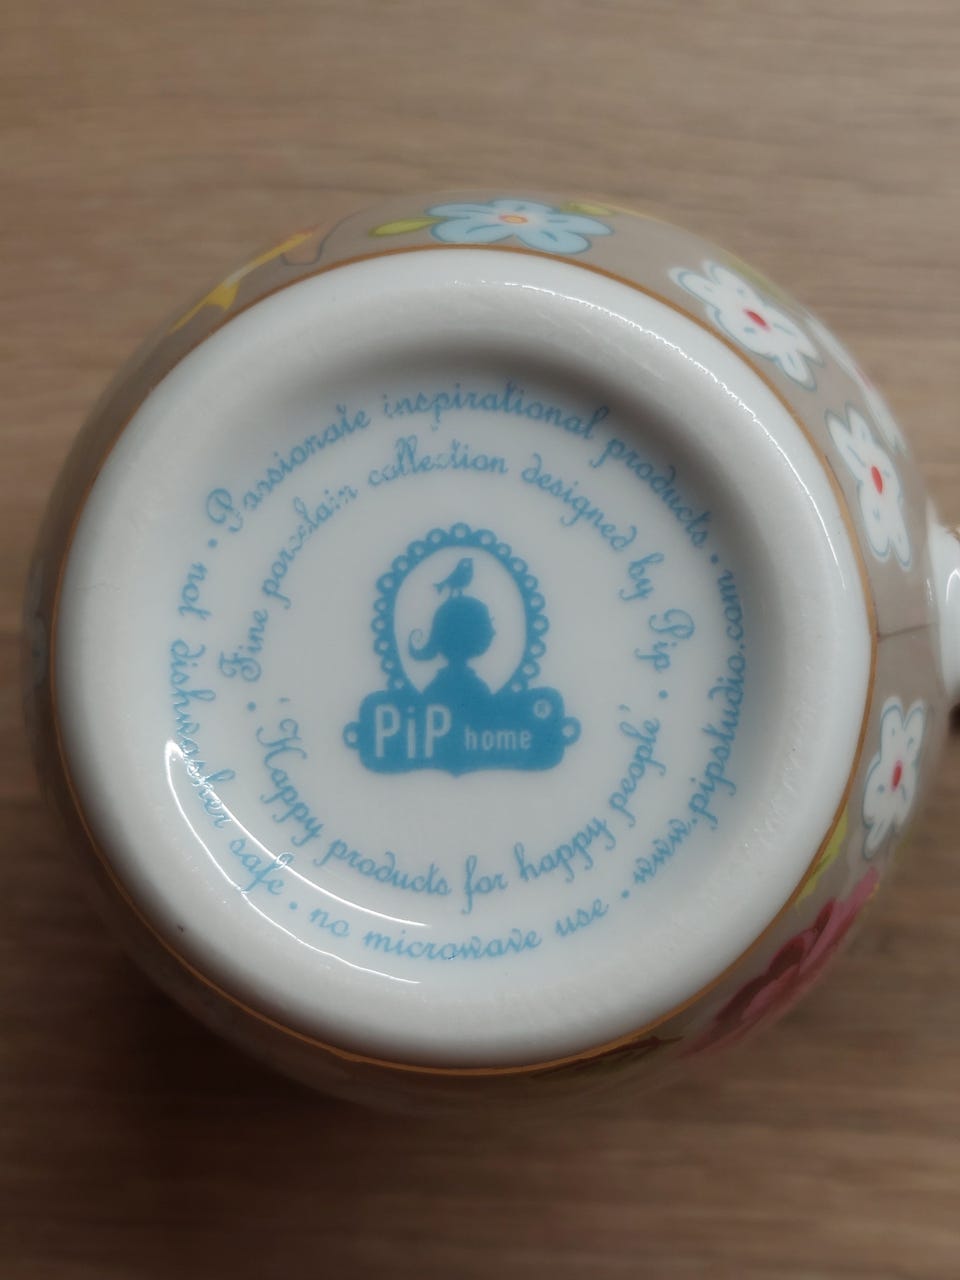 Passionate inspirational products • www.pipstudio.com • no microwave use • not dishwasher safe •
Fine porcelain collection designed by Pip • 'Happy products for happy people' •
PiP home ®